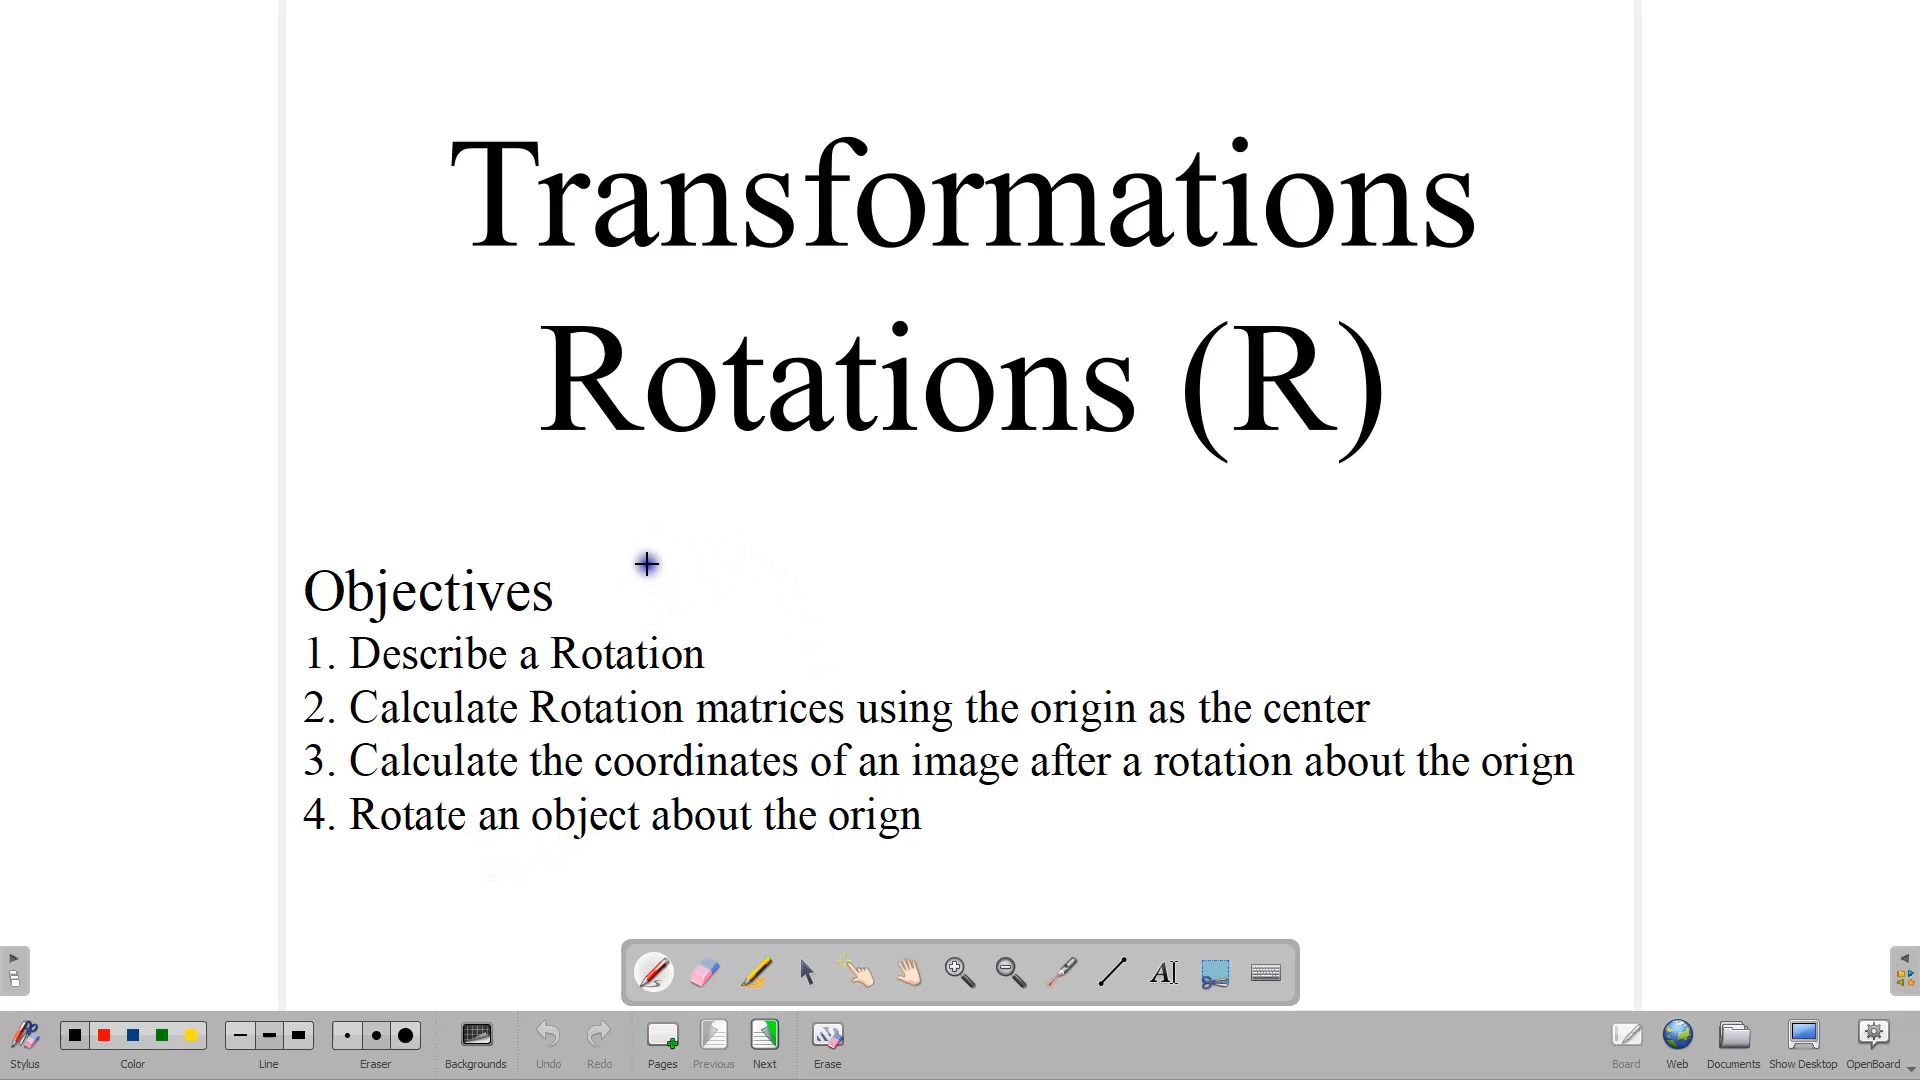 Transformations
Rotations (R)
Objectives
1. Describe a Rotation
2. Calculate Rotation matrices using the origin as the center
3. Calculate the coordinates of an image after a rotation about the orign
4. Rotate an object about the orign
AI
Stylus Color Line Eraser Backgrounds Undo Redo Pages Previous Next Erase Board Web Documents Show Desktop OpenBoard